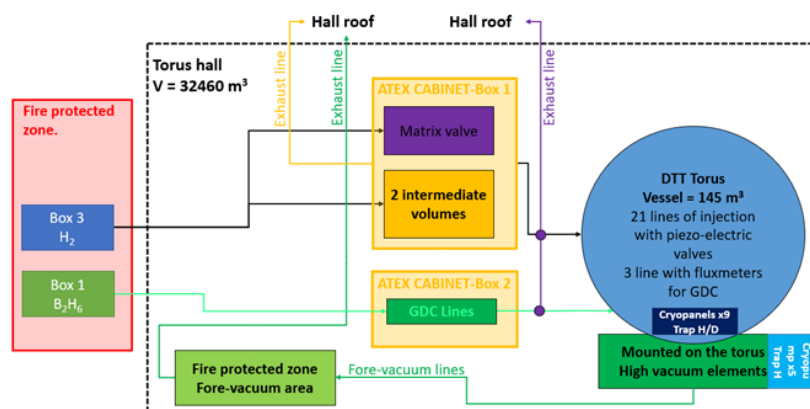 Hall roof
Hall roof
Torus hall
V = 32460 m³
Exhaust line
Exhaust line
Exhaust line
Fire protected
zone.
Box 3
H₂
Box 1
B₂H₆
ATEX CABINET-Box 1
Matrix valve
2 intermediate
volumes
ATEX CABINET-Box 2
GDC Lines
DTT Torus
Vessel = 145 m³
21 lines of injection
with piezo-electric
valves
3 line with fluxmeters
for GDC
Cryopanels x9
Trap H/D
Mounted on the torus
High vacuum elements
Cryopu
mp x5
Trap H
Fire protected zone
Fore-vacuum area
Fore-vacuum lines